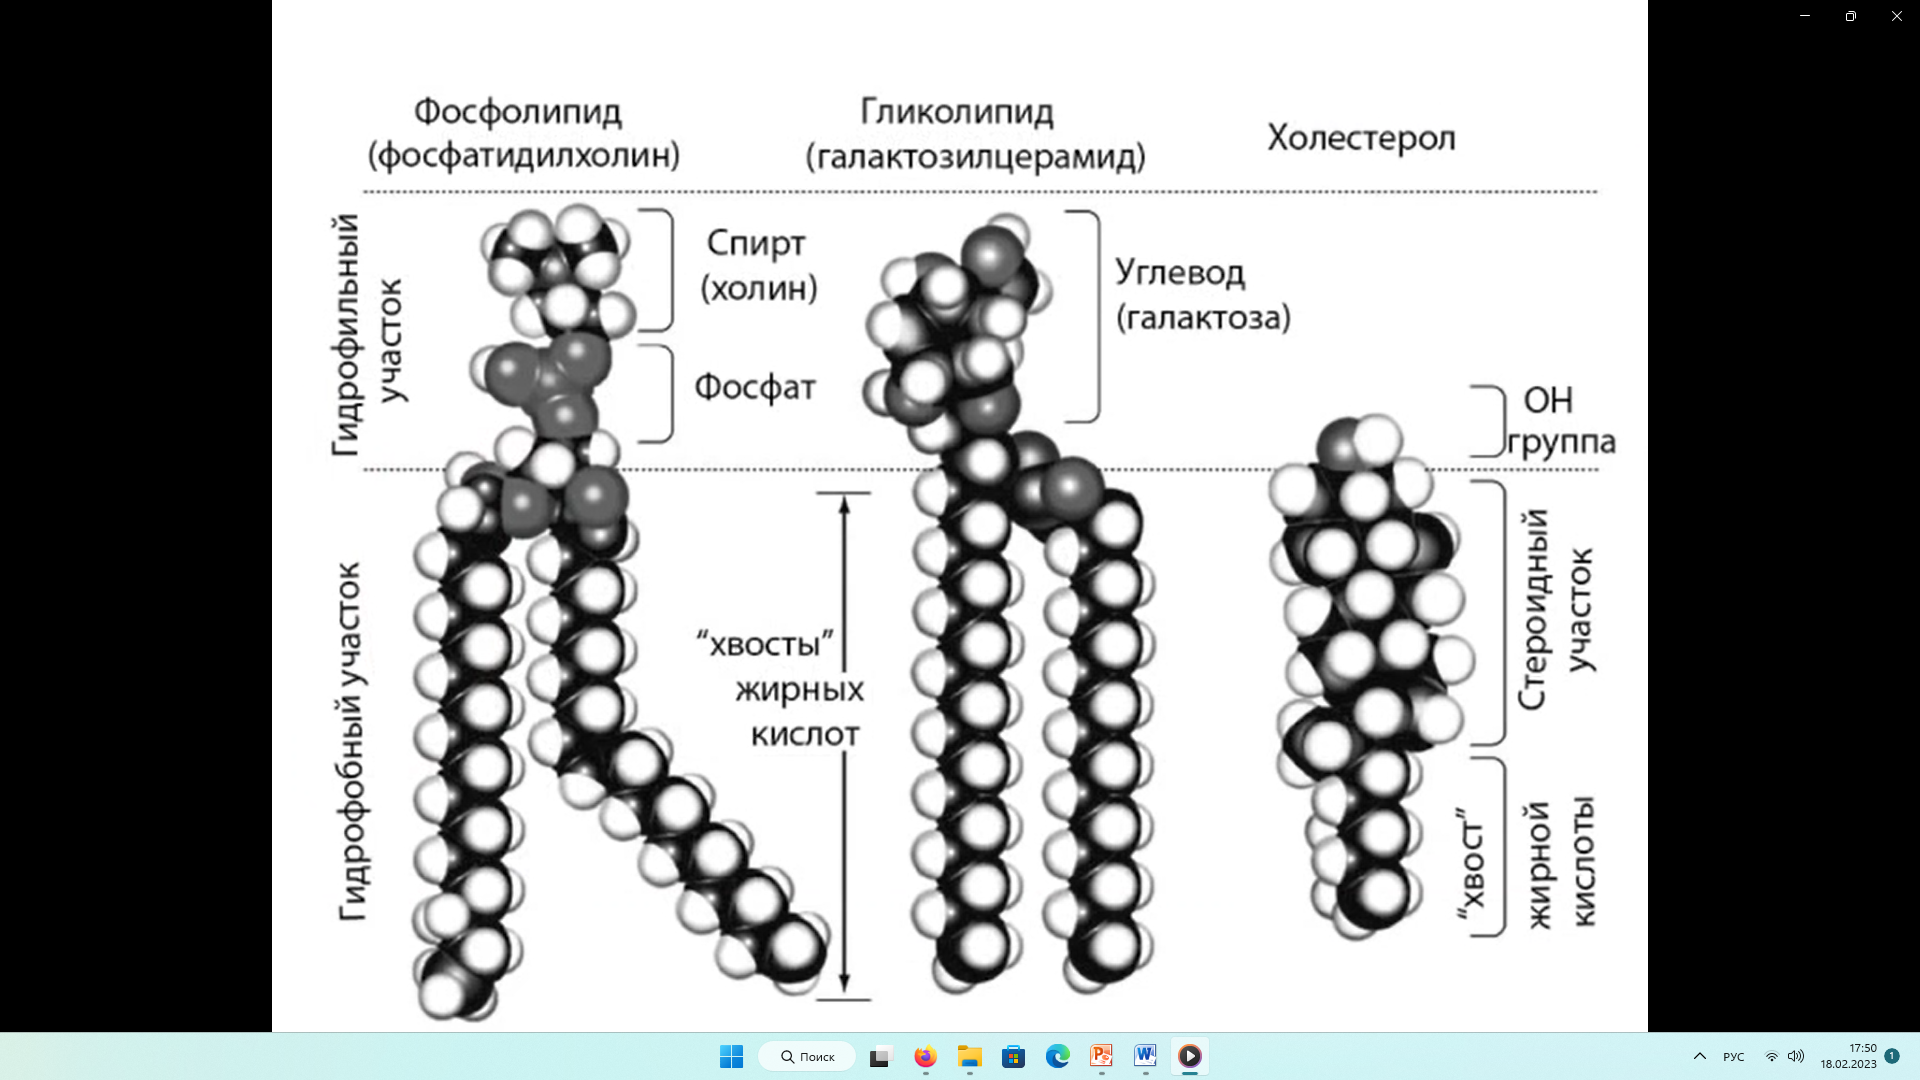 Фосфолипид
(фосфатидилхолин)
Гликолипид
(галактозилцерамид)
Холестерол
Гидрофильный
участок
Спирт
(холин)
Фосфат
Углевод
(галактоза)
ОН
группа
Гидрофобный участок
“хвосты”
жирных
кислот
Стероидный
участок
“хвост”
жирной
кислоты
Поиск
РУС
17:50
18.02.2023
1